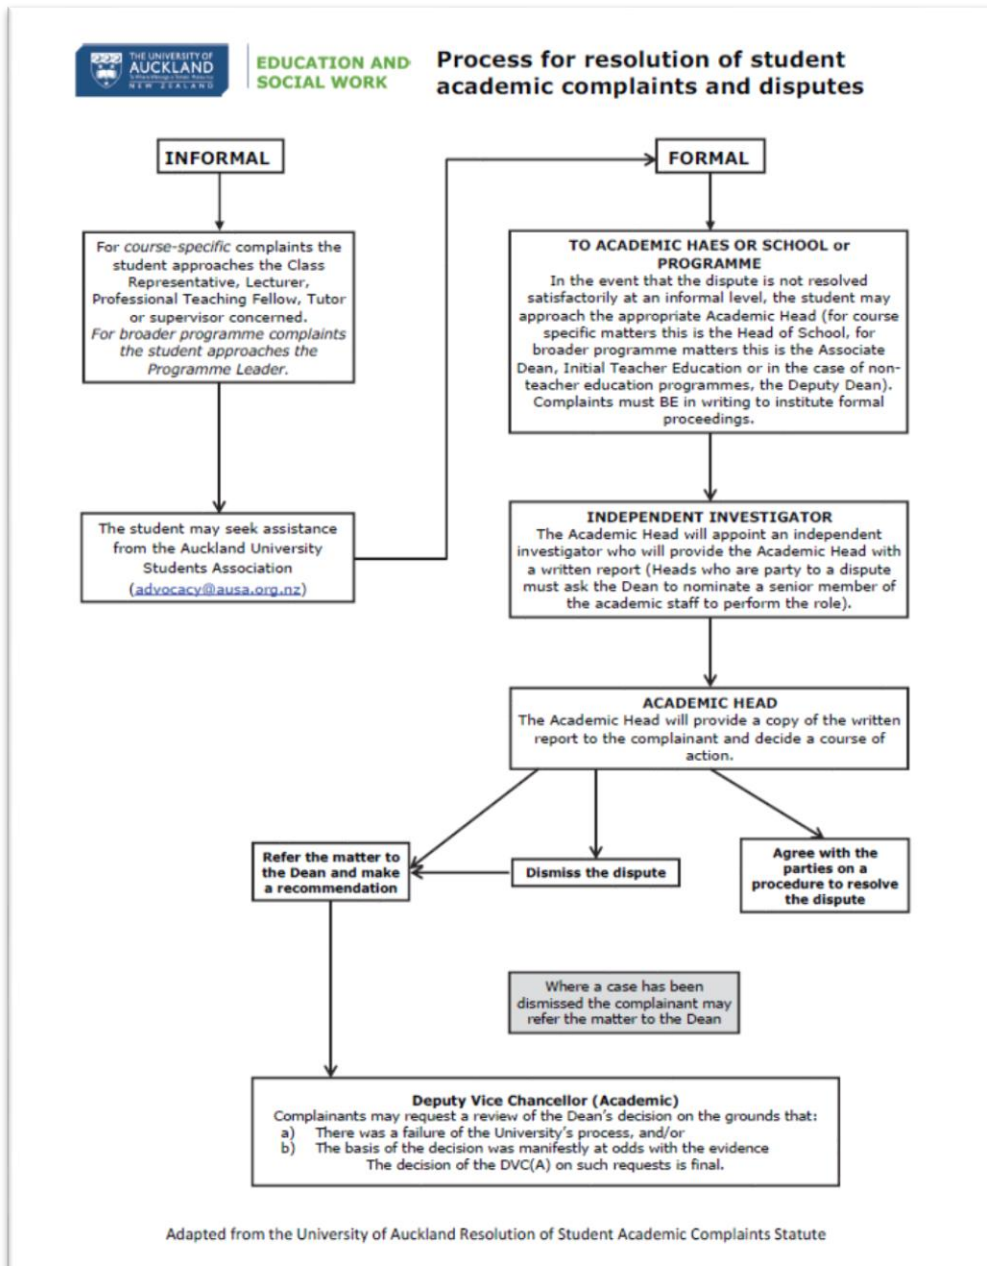 THE UNIVERSITY OF
AUCKLAND
NEW ZEALAND
EDUCATION AND
SOCIAL WORK
Process for resolution of student
academic complaints and disputes
INFORMAL
For course-specific complaints the
student approaches the Class
Representative, Lecturer,
Professional Teaching Fellow, Tutor
or supervisor concerned.
For broader programme complaints
the student approaches the
Programme Leader.
The student may seek assistance
from the Auckland University
Students Association
(advocacy@ausa.org.nz)
FORMAL
TO ACADEMIC HAES OR SCHOOL or
PROGRAMME
In the event that the dispute is not resolved
satisfactorily at an informal level, the student may
approach the appropriate Academic Head (for course
specific matters this is the Head of School, for
broader programme matters this is the Associate
Dean, Initial Teacher Education or in the case of non-
teacher education programmes, the Deputy Dean).
Complaints must BE in writing to institute formal
proceedings.
INDEPENDENT INVESTIGATOR
The Academic Head will appoint an independent
investigator who will provide the Academic Head with
a written report (Heads who are party to a dispute
must ask the Dean to nominate a senior member of
the academic staff to perform the role).
ACADEMIC HEAD
The Academic Head will provide a copy of the written
report to the complainant and decide a course of
action.
Refer the matter to
the Dean and make
a recommendation
Dismiss the dispute
Agree with the
parties on a
procedure to resolve
the dispute
Where a case has been
dismissed the complainant may
refer the matter to the Dean
Deputy Vice Chancellor (Academic)
Complainants may request a review of the Dean's decision on the grounds that:
a) There was a failure of the University's process, and/or
b) The basis of the decision was manifestly at odds with the evidence
The decision of the DVC(A) on such requests is final.
Adapted from the University of Auckland Resolution of Student Academic Complaints Statute